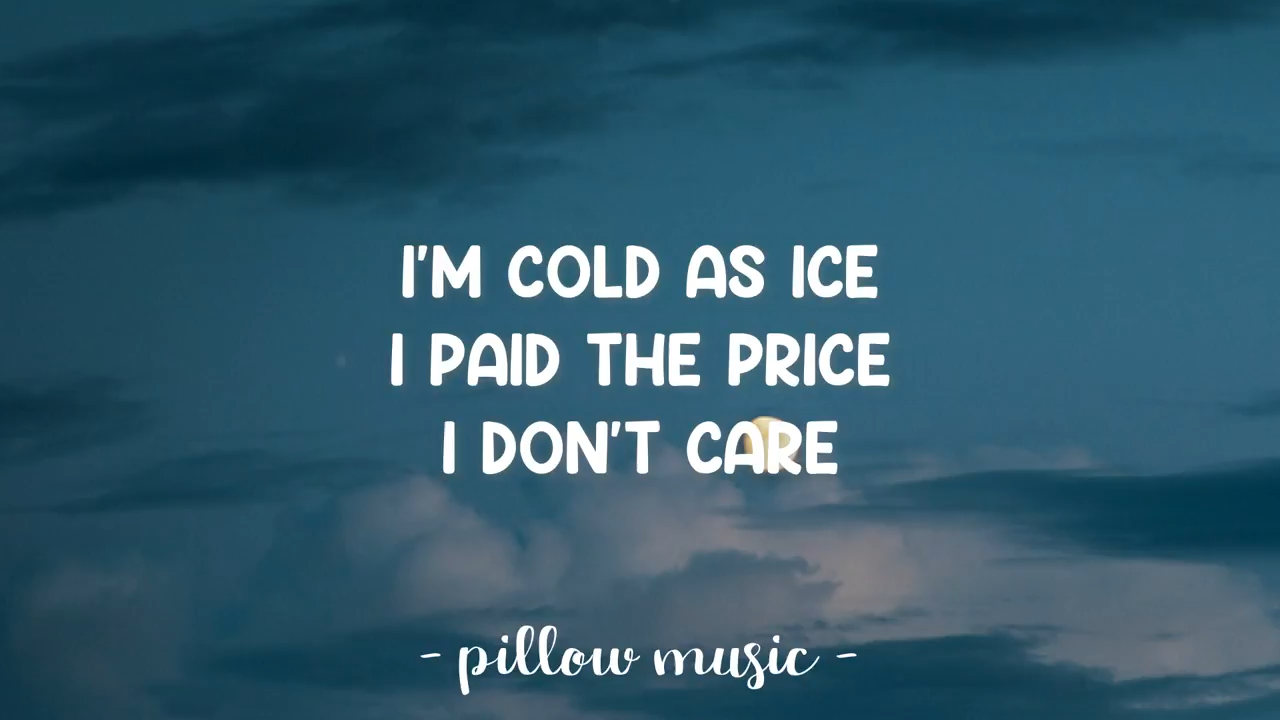 I'M COLD AS ICE
I PAID THE PRICE
I DON'T CARE
- pillow music -